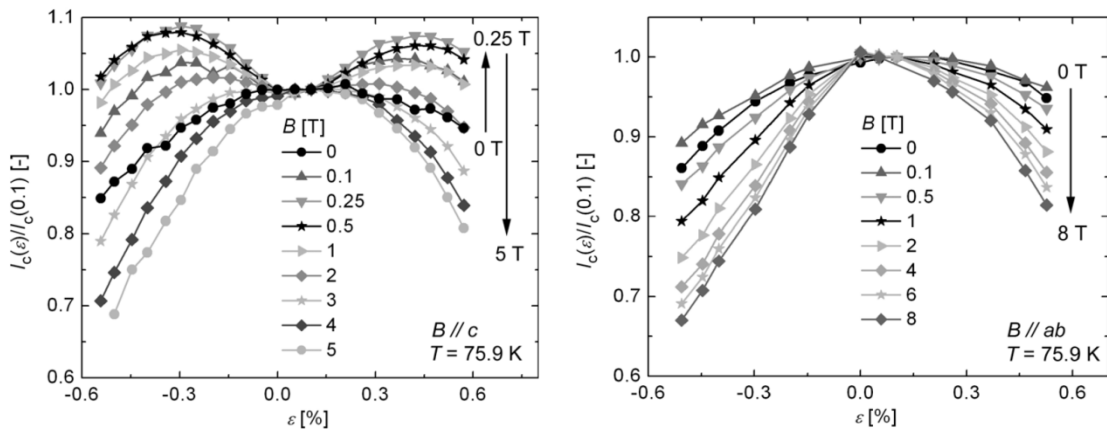 1.1
1.0
0.9
0.8
0.7
0.6
I_c(ε)/I_c(0.1) [-]
-0.6
-0.3
0.0
0.3
0.6
ε [%]
0.25 T
0 T
5 T
B [T]
0
0.1
0.25
0.5
1
2
3
4
5
B // c
T = 75.9 K
1.0
0.9
0.8
0.7
0.6
I_c(ε)/I_c(0.1) [-]
-0.6
-0.3
0.0
0.3
0.6
ε [%]
0 T
8 T
B [T]
0
0.1
0.5
1
2
4
6
8
B // ab
T = 75.9 K